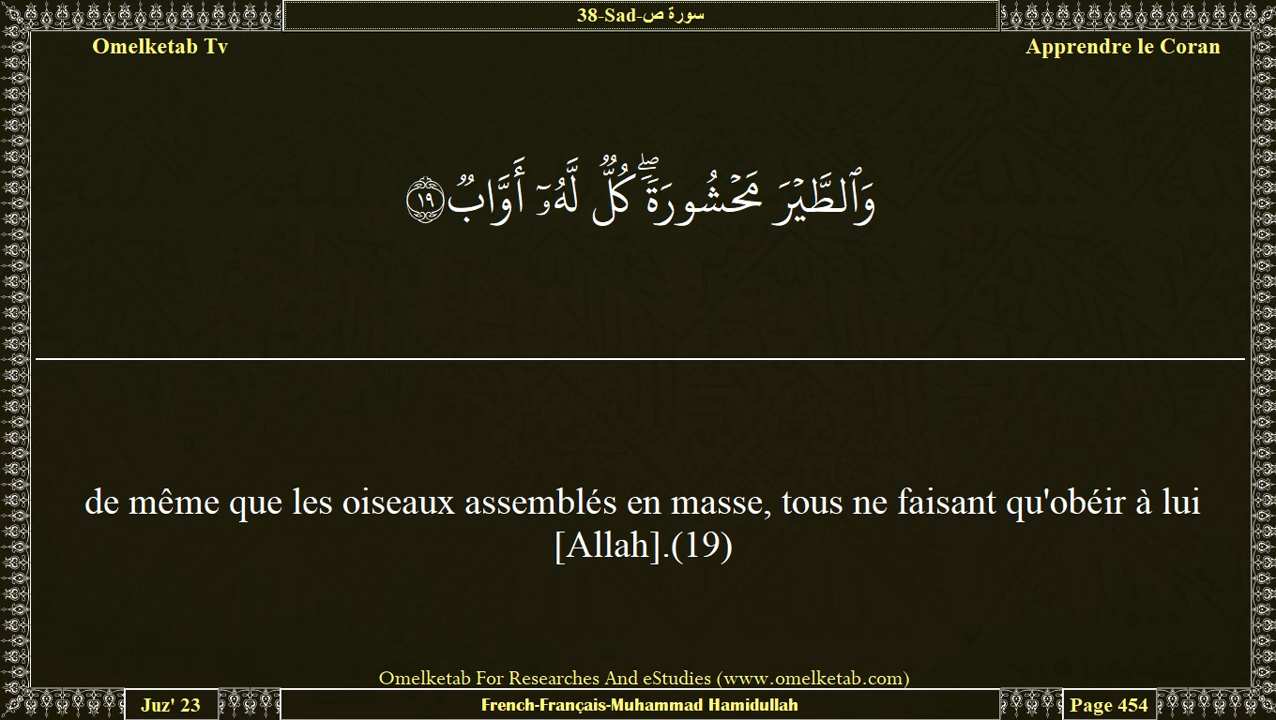 38-Sad-سورة ص
Omelketab Tv
Apprendre le Coran
وَٱلطَّيْرَ مَحْشُورَةًۖ كُلٌّۭ لَّهُۥٓ أَوَّابٌۭ ١٩
de même que les oiseaux assemblés en masse, tous ne faisant qu'obéir à lui
[Allah].(19)
Omelketab For Researches And eStudies (www.omelketab.com)
Juz' 23
French-Français-Muhammad Hamidullah
Page 454